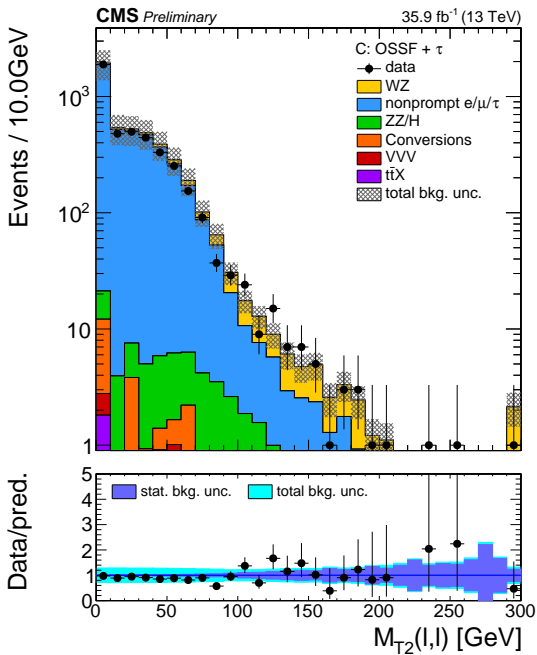 CMS Preliminary 35.9 fb⁻¹ (13 TeV)
Events / 10.0GeV
10³
10²
10
1
C: OSSF + τ
data
WZ
nonprompt e/μ/τ
ZZ/H
Conversions
VVV
tt̄X
total bkg. unc.
Data/pred.
5
4
3
2
1
0
stat. bkg. unc.
total bkg. unc.
0 50 100 150 200 250 300
M_T2(l,l) [GeV]